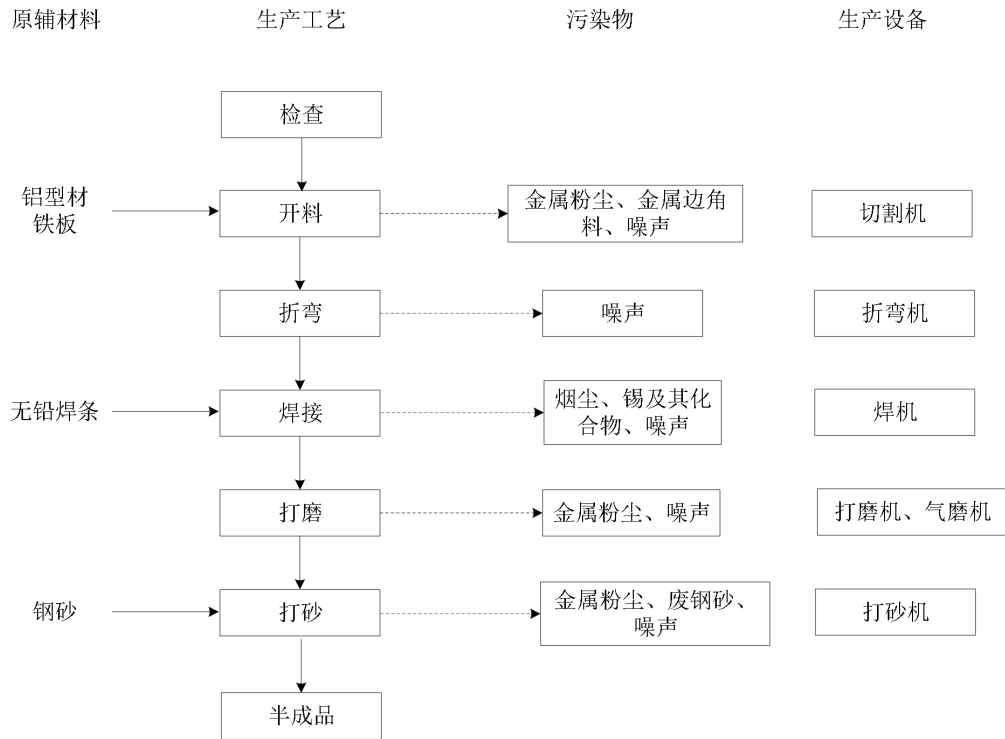 原辅材料
生产工艺
污染物
生产设备
检查
铝型材
铁板
开料
金属粉尘、金属边角
料、噪声
切割机
折弯
噪声
折弯机
无铅焊条
焊接
烟尘、锡及其化
合物、噪声
焊机
打磨
金属粉尘、噪声
打磨机、气磨机
钢砂
打砂
金属粉尘、废钢砂、
噪声
打砂机
半成品